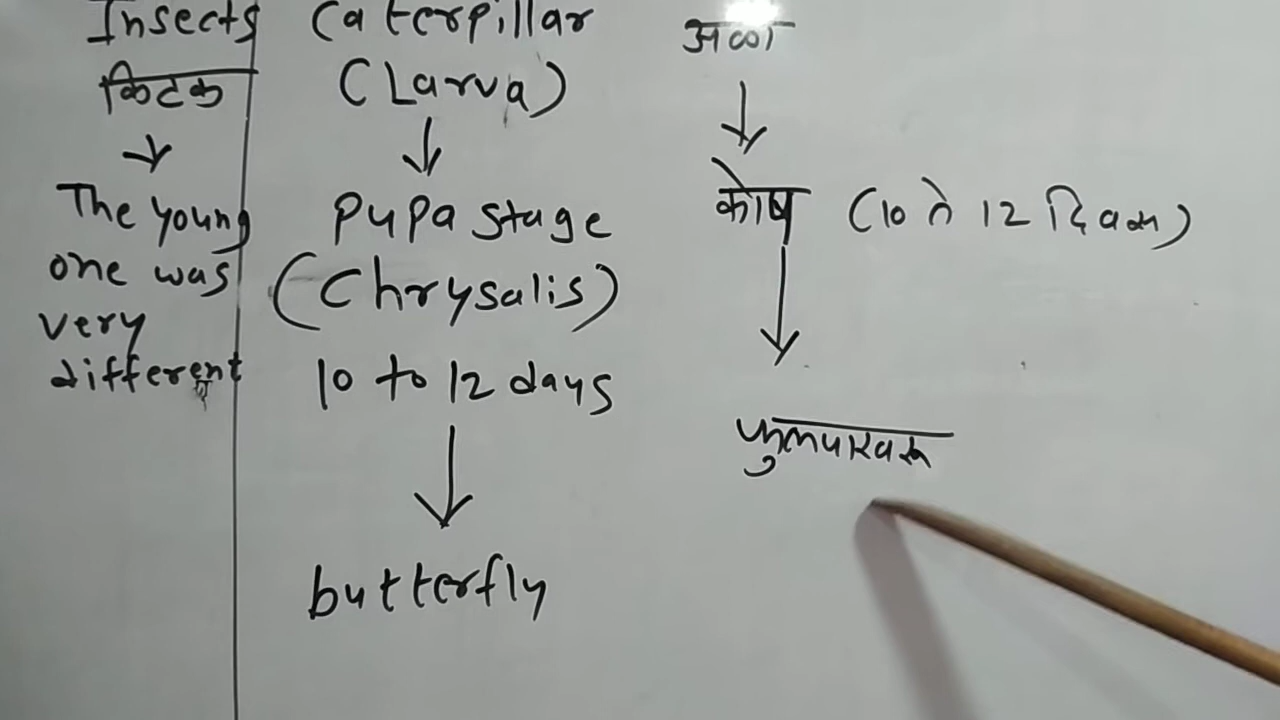 Insects
किटक
The young
one was
very
different
Caterpillar
(Larva)
pupa stage
(Chrysalis)
10 to 12 days
butterfly
अळी
कोष (10 ते 12 दिवस)
फुलपाखरू